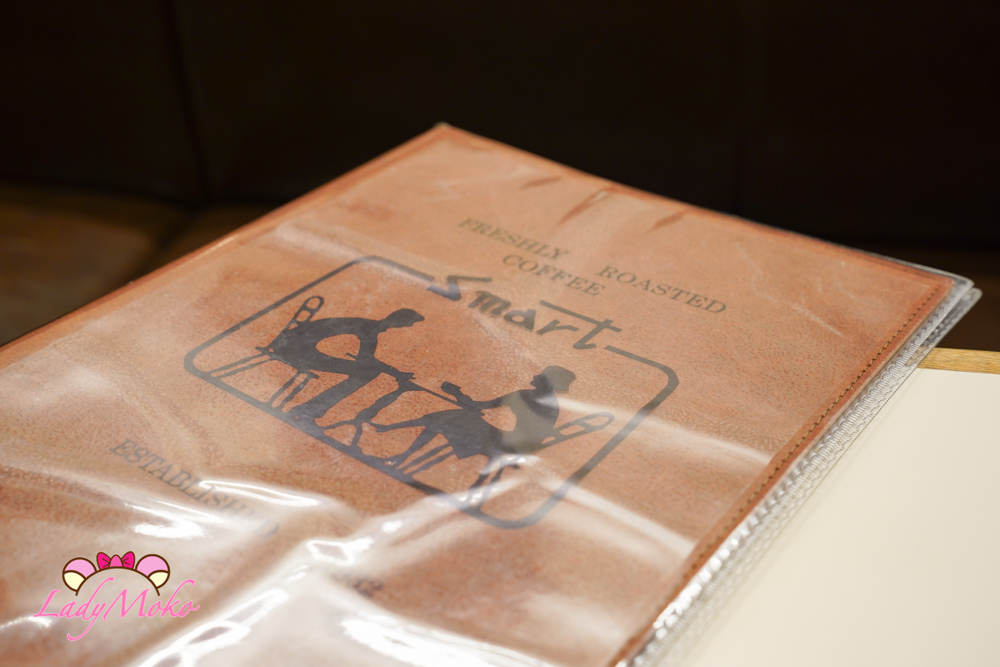 FRESHLY ROASTED
COFFEE
Smart
ESTABLISHED
LadyMoko